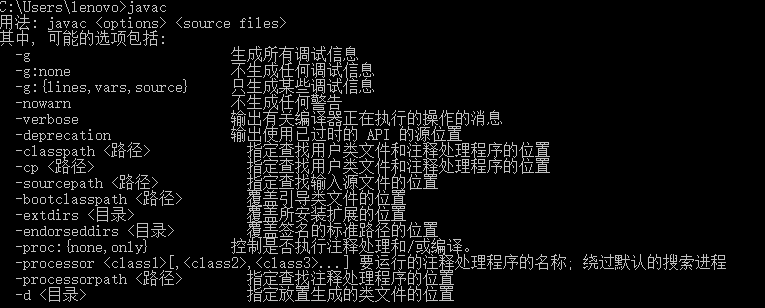 C:\Users\lenovo>javac
用法: javac <options> <source files>
其中, 可能的选项包括:
-g 生成所有调试信息
-g:none 不生成任何调试信息
-g:{lines,vars,source} 只生成某些调试信息
-nowarn 不生成任何警告
-verbose 输出有关编译器正在执行的操作的消息
-deprecation 输出使用已过时的 API 的源位置
-classpath <路径> 指定查找用户类文件和注释处理程序的位置
-cp <路径> 指定查找用户类文件和注释处理程序的位置
-sourcepath <路径> 指定查找输入源文件的位置
-bootclasspath <路径> 覆盖引导类文件的位置
-extdirs <目录> 覆盖所安装扩展的位置
-endorseddirs <目录> 覆盖签名的标准路径的位置
-proc:{none,only} 控制是否执行注释处理和/或编译。
-processor <class1>[,<class2>,<class3>...] 要运行的注释处理程序的名称; 绕过默认的搜索进程
-processorpath <路径> 指定查找注释处理程序的位置
-d <目录> 指定放置生成的类文件的位置